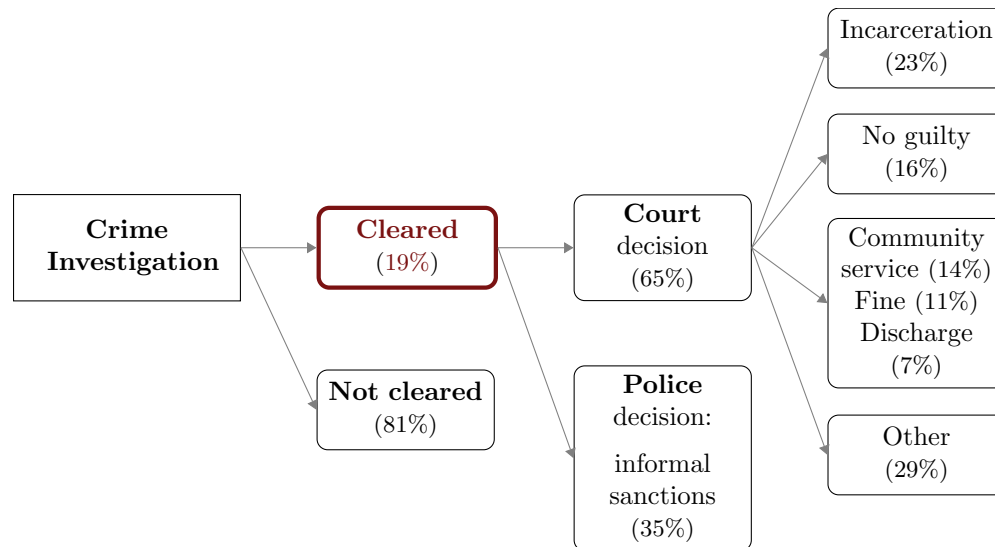 Crime
Investigation
Cleared
(19%)
Not cleared
(81%)
Court
decision
(65%)
Police
decision:
informal
sanctions
(35%)
Incarceration
(23%)
No guilty
(16%)
Community
service (14%)
Fine (11%)
Discharge
(7%)
Other
(29%)